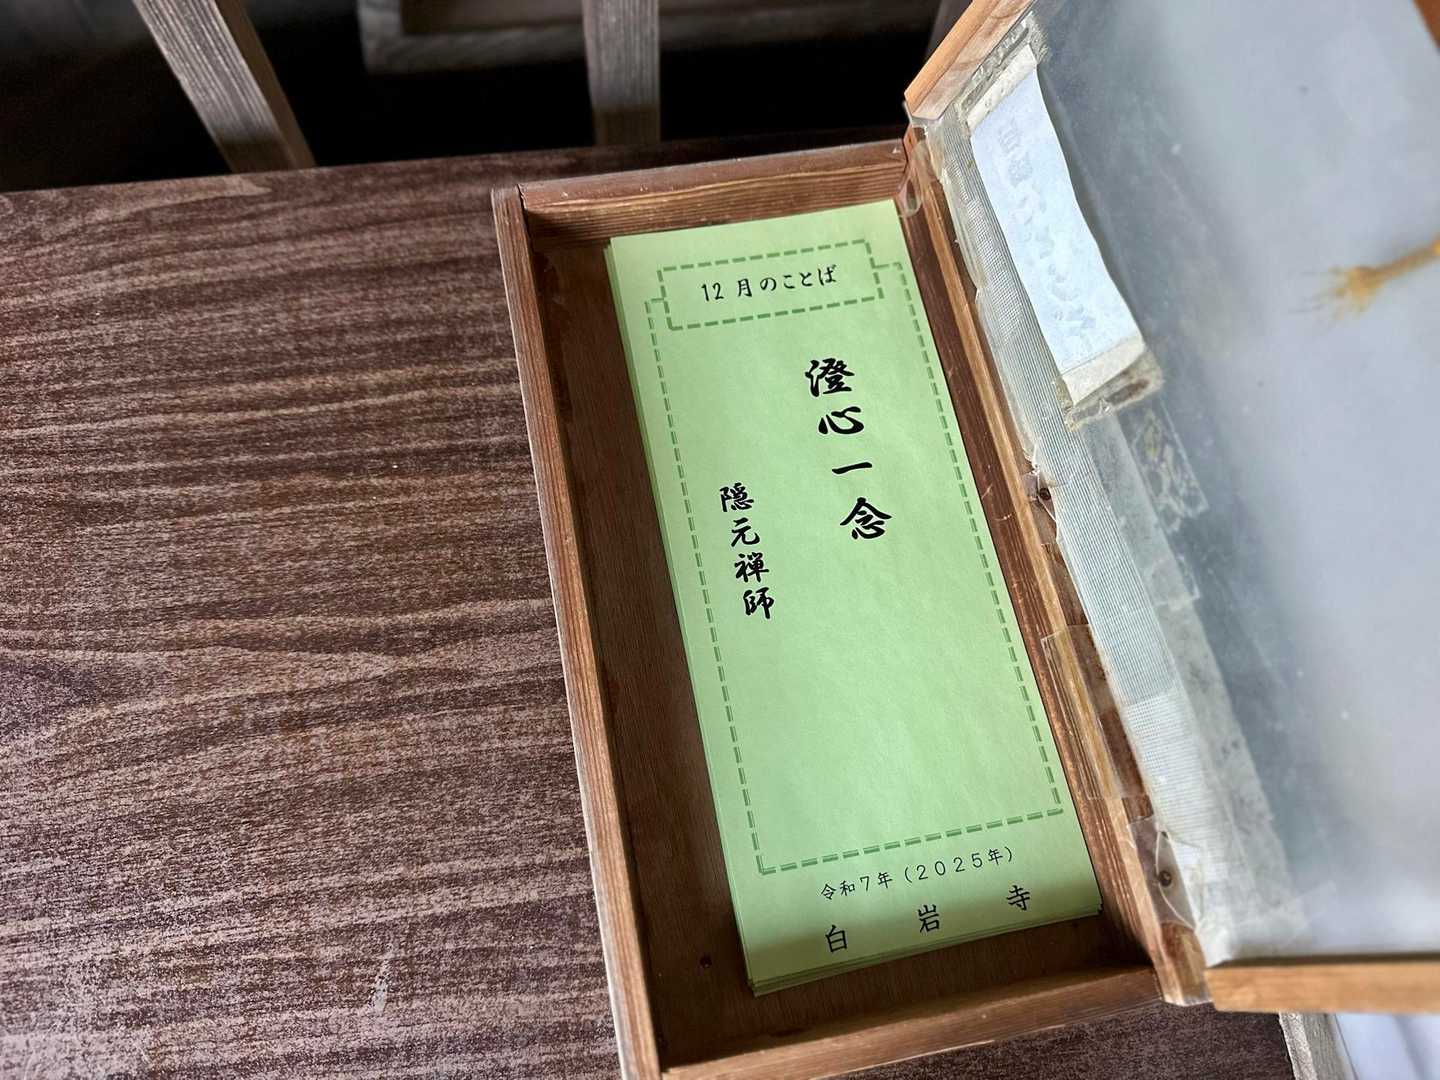 12月のことば
澄心一念
隠元禅師
令和7年（2025年）
白岩寺